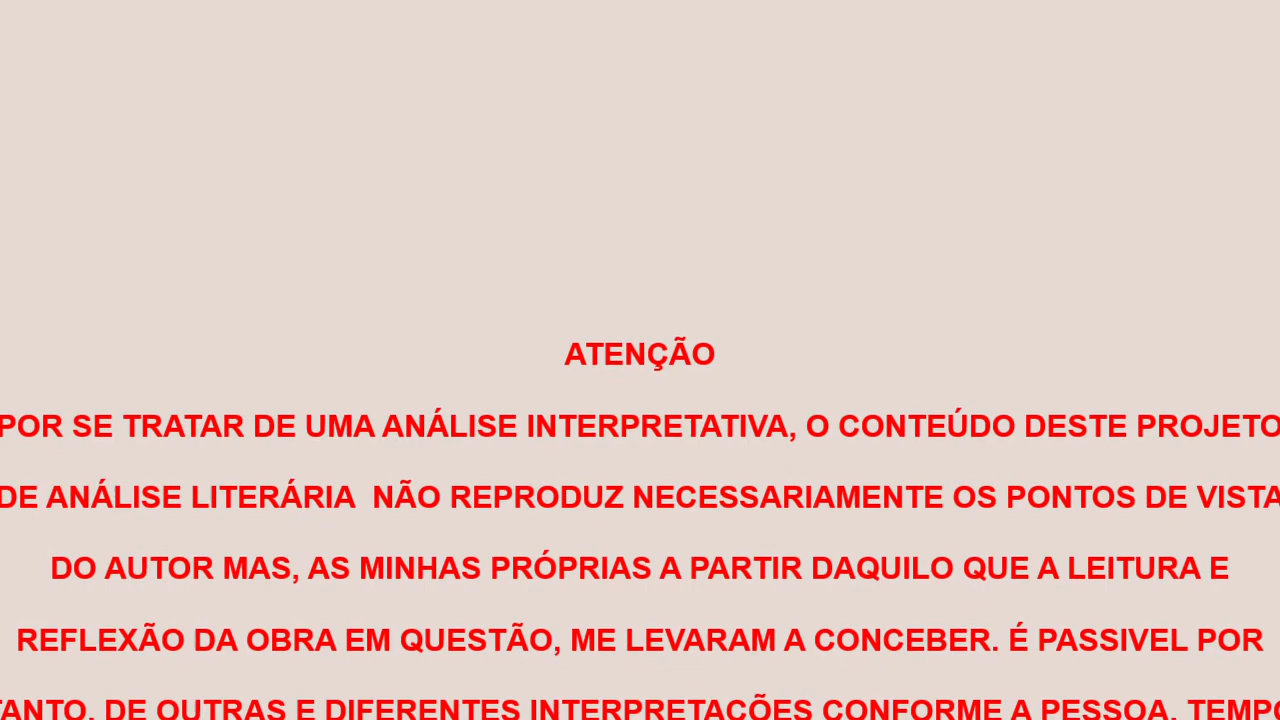 ATENÇÃO
POR SE TRATAR DE UMA ANÁLISE INTERPRETATIVA, O CONTEÚDO DESTE PROJETO
DE ANÁLISE LITERÁRIA  NÃO REPRODUZ NECESSARIAMENTE OS PONTOS DE VISTA
DO AUTOR MAS, AS MINHAS PRÓPRIAS A PARTIR DAQUILO QUE A LEITURA E
REFLEXÃO DA OBRA EM QUESTÃO, ME LEVARAM A CONCEBER. É PASSIVEL POR
TANTO, DE OUTRAS E DIFERENTES INTERPRETAÇÕES CONFORME A PESSOA, TEMPO